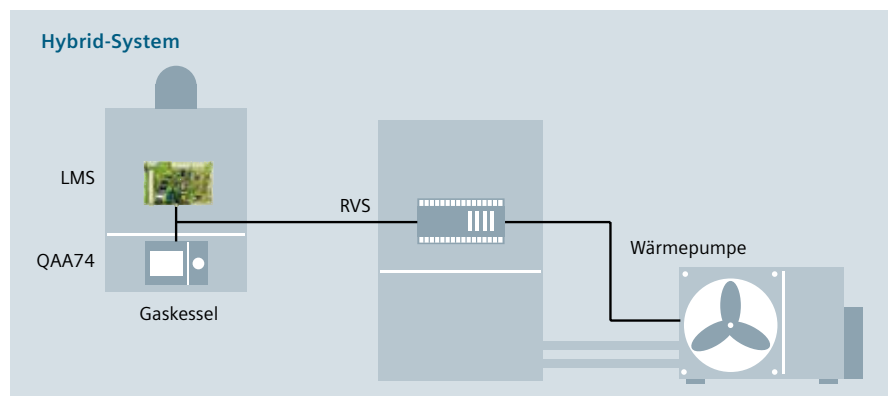 Hybrid-System
LMS
RVS
Wärmepumpe
QAA74
Gaskessel